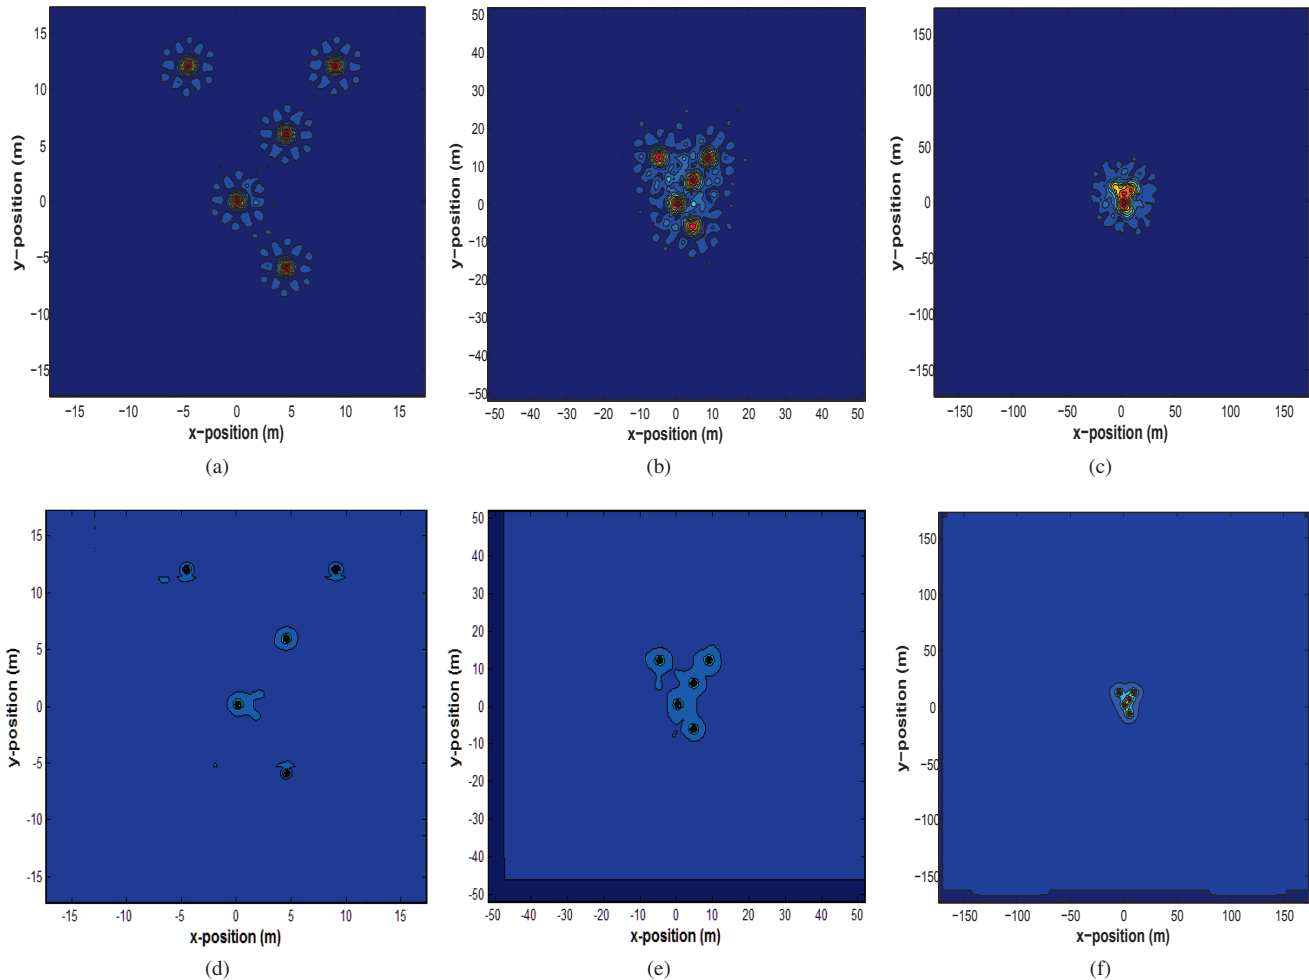 15
10
5
0
−5
−10
−15
y−position (m)
−15 −10 −5 0 5 10 15
x−position (m)
(a)
50
40
30
20
10
0
−10
−20
−30
−40
−50
y−position (m)
−50 −40 −30 −20 −10 0 10 20 30 40 50
x−position (m)
(b)
150
100
50
0
−50
−100
−150
y−position (m)
−150 −100 −50 0 50 100 150
x−position (m)
(c)
15
10
5
0
-5
-10
-15
y-position (m)
-15 -10 -5 0 5 10 15
x-position (m)
(d)
50
40
30
20
10
0
-10
-20
-30
-40
-50
y-position (m)
-50 -40 -30 -20 -10 0 10 20 30 40 50
x-position (m)
(e)
150
100
50
0
−50
−100
−150
y−position (m)
−150 −100 −50 0 50 100 150
x−position (m)
(f)